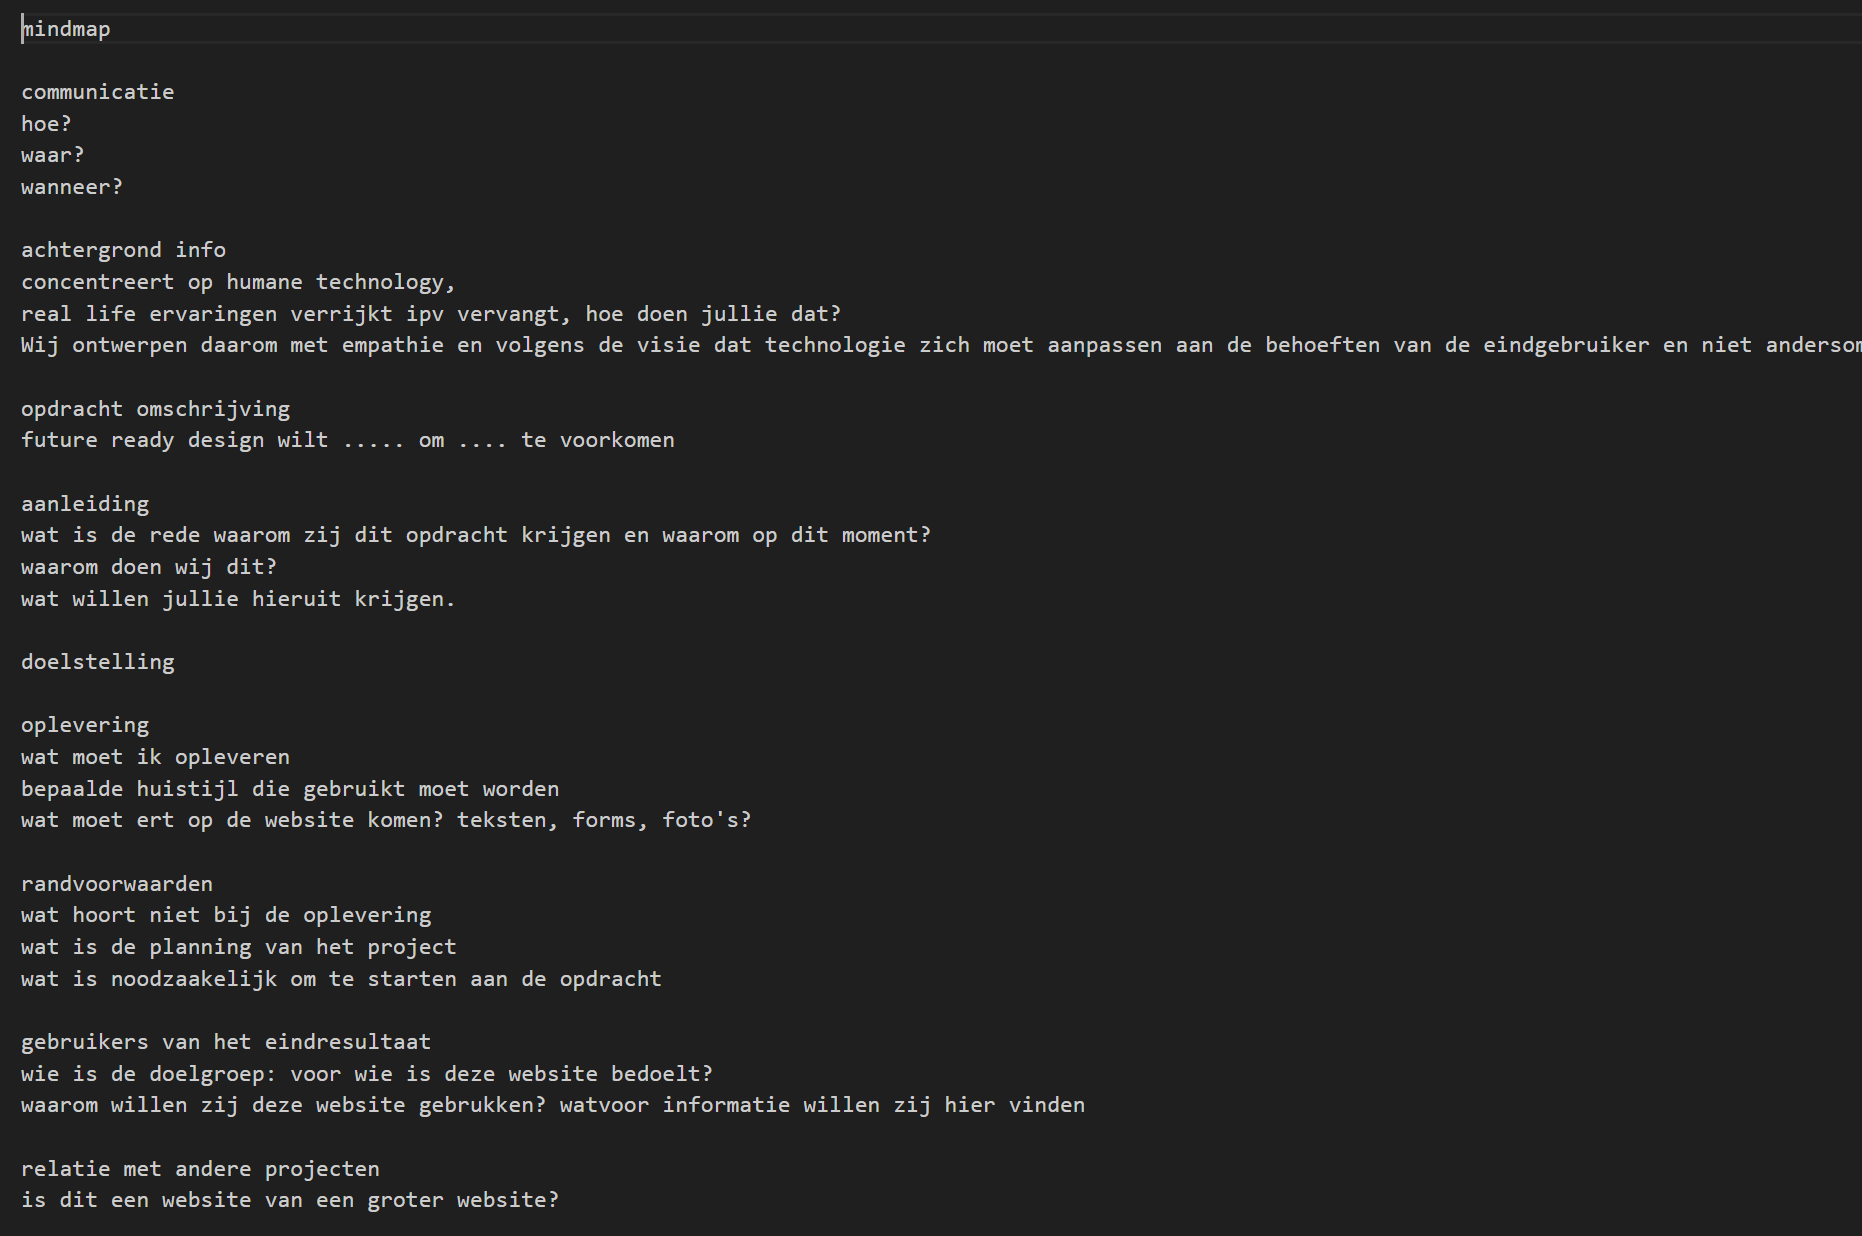 mindmap
communicatie
hoe?
waar?
wanneer?
achtergrond info
concentreert op humane technology,
real life ervaringen verrijkt ipv vervangt, hoe doen jullie dat?
Wij ontwerpen daarom met empathie en volgens de visie dat technologie zich moet aanpassen aan de behoeften van de eindgebruiker en niet andersom
opdracht omschrijving
future ready design wilt ..... om .... te voorkomen
aanleiding
wat is de rede waarom zij dit opdracht krijgen en waarom op dit moment?
waarom doen wij dit?
wat willen jullie hieruit krijgen.
doelstelling
oplevering
wat moet ik opleveren
bepaalde huistijl die gebruikt moet worden
wat moet ert op de website komen? teksten, forms, foto's?
randvoorwaarden
wat hoort niet bij de oplevering
wat is de planning van het project
wat is noodzaakelijk om te starten aan de opdracht
gebruikers van het eindresultaat
wie is de doelgroep: voor wie is deze website bedoelt?
waarom willen zij deze website gebrukken? watvoor informatie willen zij hier vinden
relatie met andere projecten
is dit een website van een groter website?